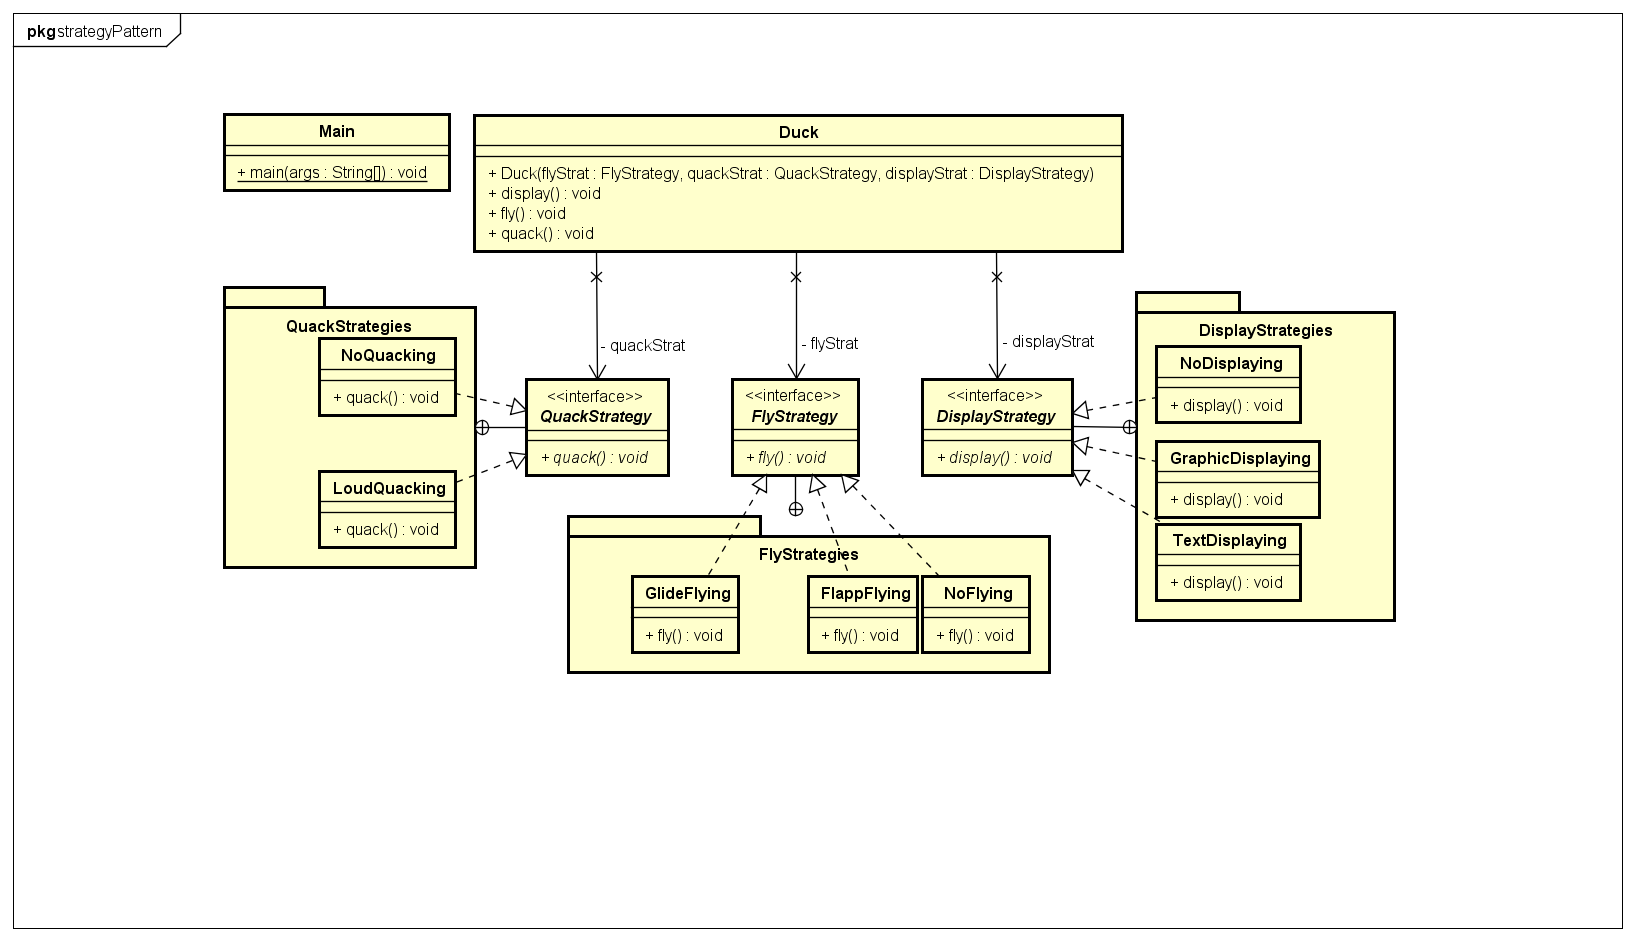 pkg strategyPattern
Main
+ main(args : String[]) : void
Duck
+ Duck(flyStrat : FlyStrategy, quackStrat : QuackStrategy, displayStrat : DisplayStrategy)
+ display() : void
+ fly() : void
+ quack() : void
- quackStrat
- flyStrat
- displayStrat
QuackStrategies
NoQuacking
+ quack() : void
LoudQuacking
+ quack() : void
<<interface>>
QuackStrategy
+ quack() : void
<<interface>>
FlyStrategy
+ fly() : void
<<interface>>
DisplayStrategy
+ display() : void
DisplayStrategies
NoDisplaying
+ display() : void
GraphicDisplaying
+ display() : void
TextDisplaying
+ display() : void
FlyStrategies
GlideFlying
+ fly() : void
FlappFlying
+ fly() : void
NoFlying
+ fly() : void